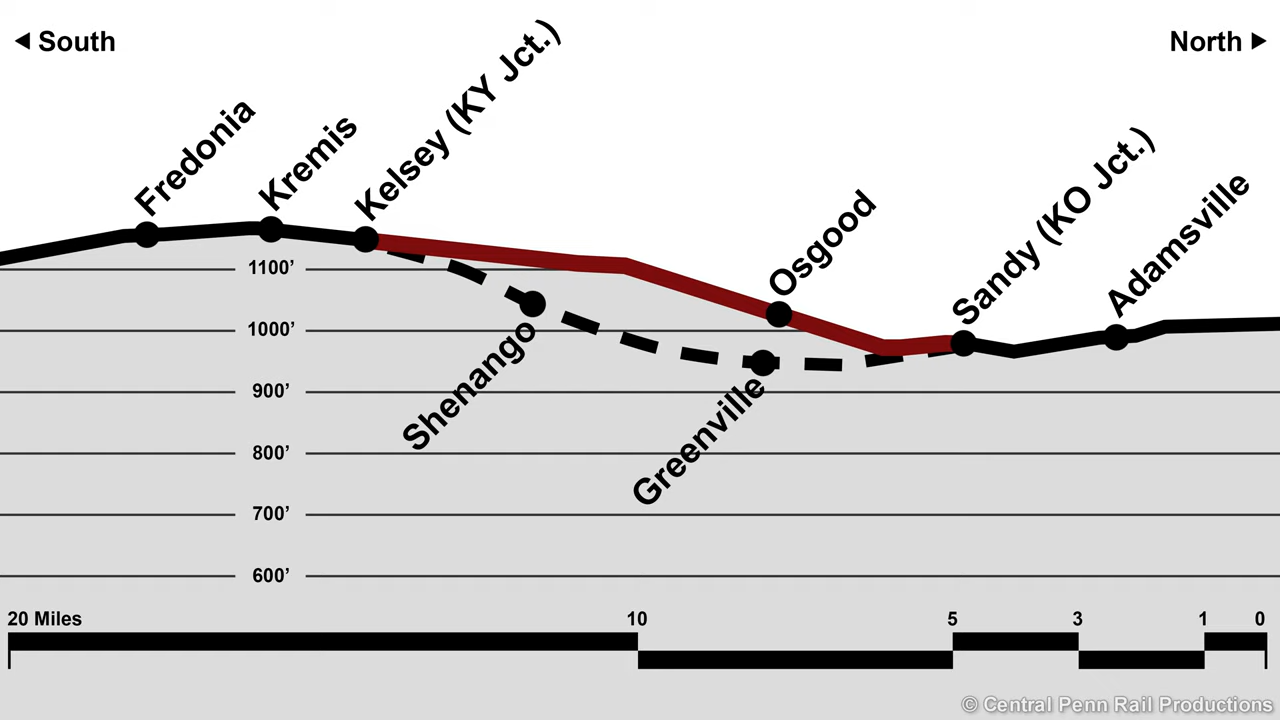 ◄ South
North ►
Fredonia
Kremis
Kelsey (KY Jct.)
Osgood
Sandy (KO Jct.)
Adamsville
Shenango
Greenville
1100’
1000’
900’
800’
700’
600’
20 Miles 10 5 3 1 0
© Central Penn Rail Productions